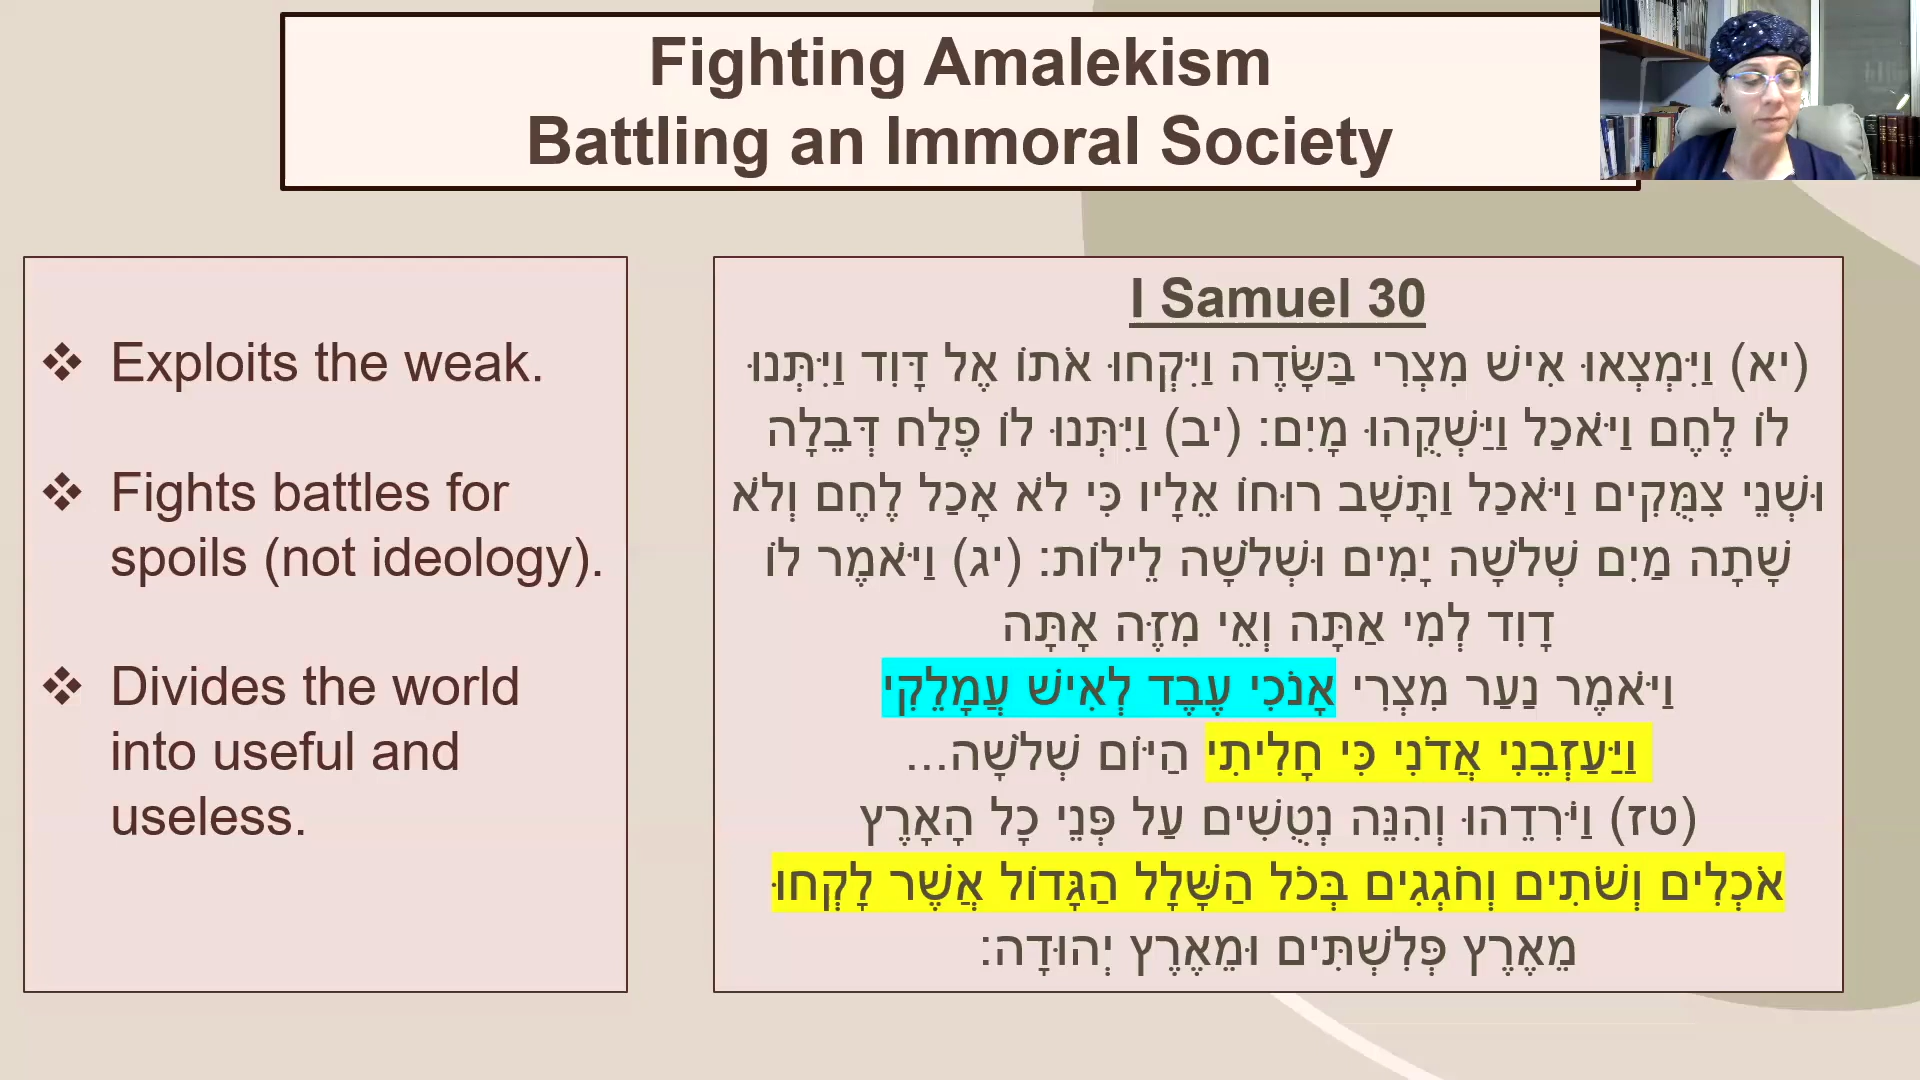 Fighting Amalekism
Battling an Immoral Society
❖ Exploits the weak.
❖ Fights battles for
spoils (not ideology).
❖ Divides the world
into useful and
useless.
I Samuel 30
(יא) וַיִּמְצְאוּ אִישׁ מִצְרִי בַּשָּׂדֶה וַיִּקְחוּ אֹתוֹ אֶל דָּוִד וַיִּתְּנוּ
לוֹ לֶחֶם וַיֹּאכַל וַיַּשְׁקֻהוּ מָיִם: (יב) וַיִּתְּנוּ לוֹ פֶלַח דְּבֵלָה
וּשְׁנֵי צִמֻּקִים וַיֹּאכַל וַתָּשָׁב רוּחוֹ אֵלָיו כִּי לֹא אָכַל לֶחֶם וְלֹא
שָׁתָה מַיִם שְׁלֹשָׁה יָמִים וּשְׁלֹשָׁה לֵילוֹת: (יג) וַיֹּאמֶר לוֹ
דָוִד לְמִי אַתָּה וְאֵי מִזֶּה אָתָּה
וַיֹּאמֶר נַעַר מִצְרִי אָנֹכִי עֶבֶד לְאִישׁ עֲמָלֵקִי
וַיַּעַזְבֵנִי אֲדֹנִי כִּי חָלִיתִי הַיּוֹם שְׁלֹשָׁה...
(טז) וַיֹּרִדֵהוּ וְהִנֵּה נְטֻשִׁים עַל פְּנֵי כָל הָאָרֶץ
אֹכְלִים וְשֹׁתִים וְחֹגְגִים בְּכֹל הַשָּׁלָל הַגָּדוֹל אֲשֶׁר לָקְחוּ
מֵאֶרֶץ פְּלִשְׁתִּים וּמֵאֶרֶץ יְהוּדָה: